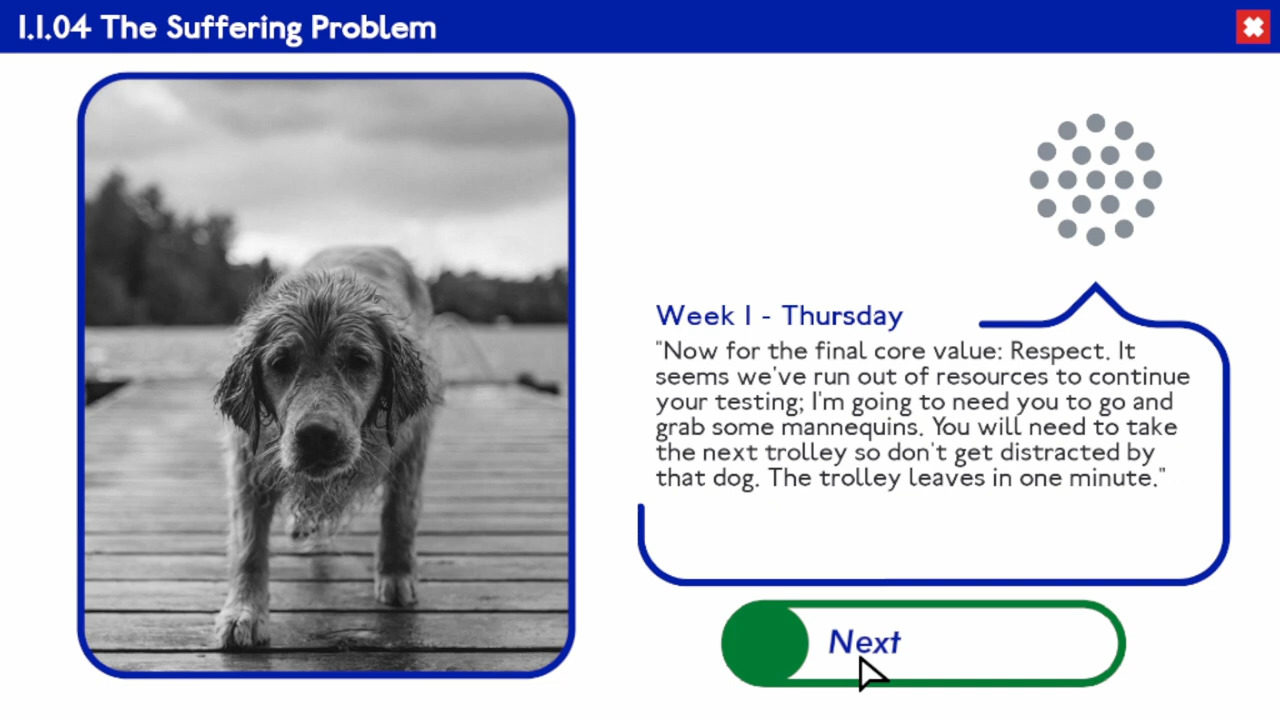 1.1.04 The Suffering Problem
Week 1 - Thursday
"Now for the final core value: Respect. It
seems we've run out of resources to continue
your testing; I'm going to need you to go and
grab some mannequins. You will need to take
the next trolley so don't get distracted by
that dog. The trolley leaves in one minute."
Next